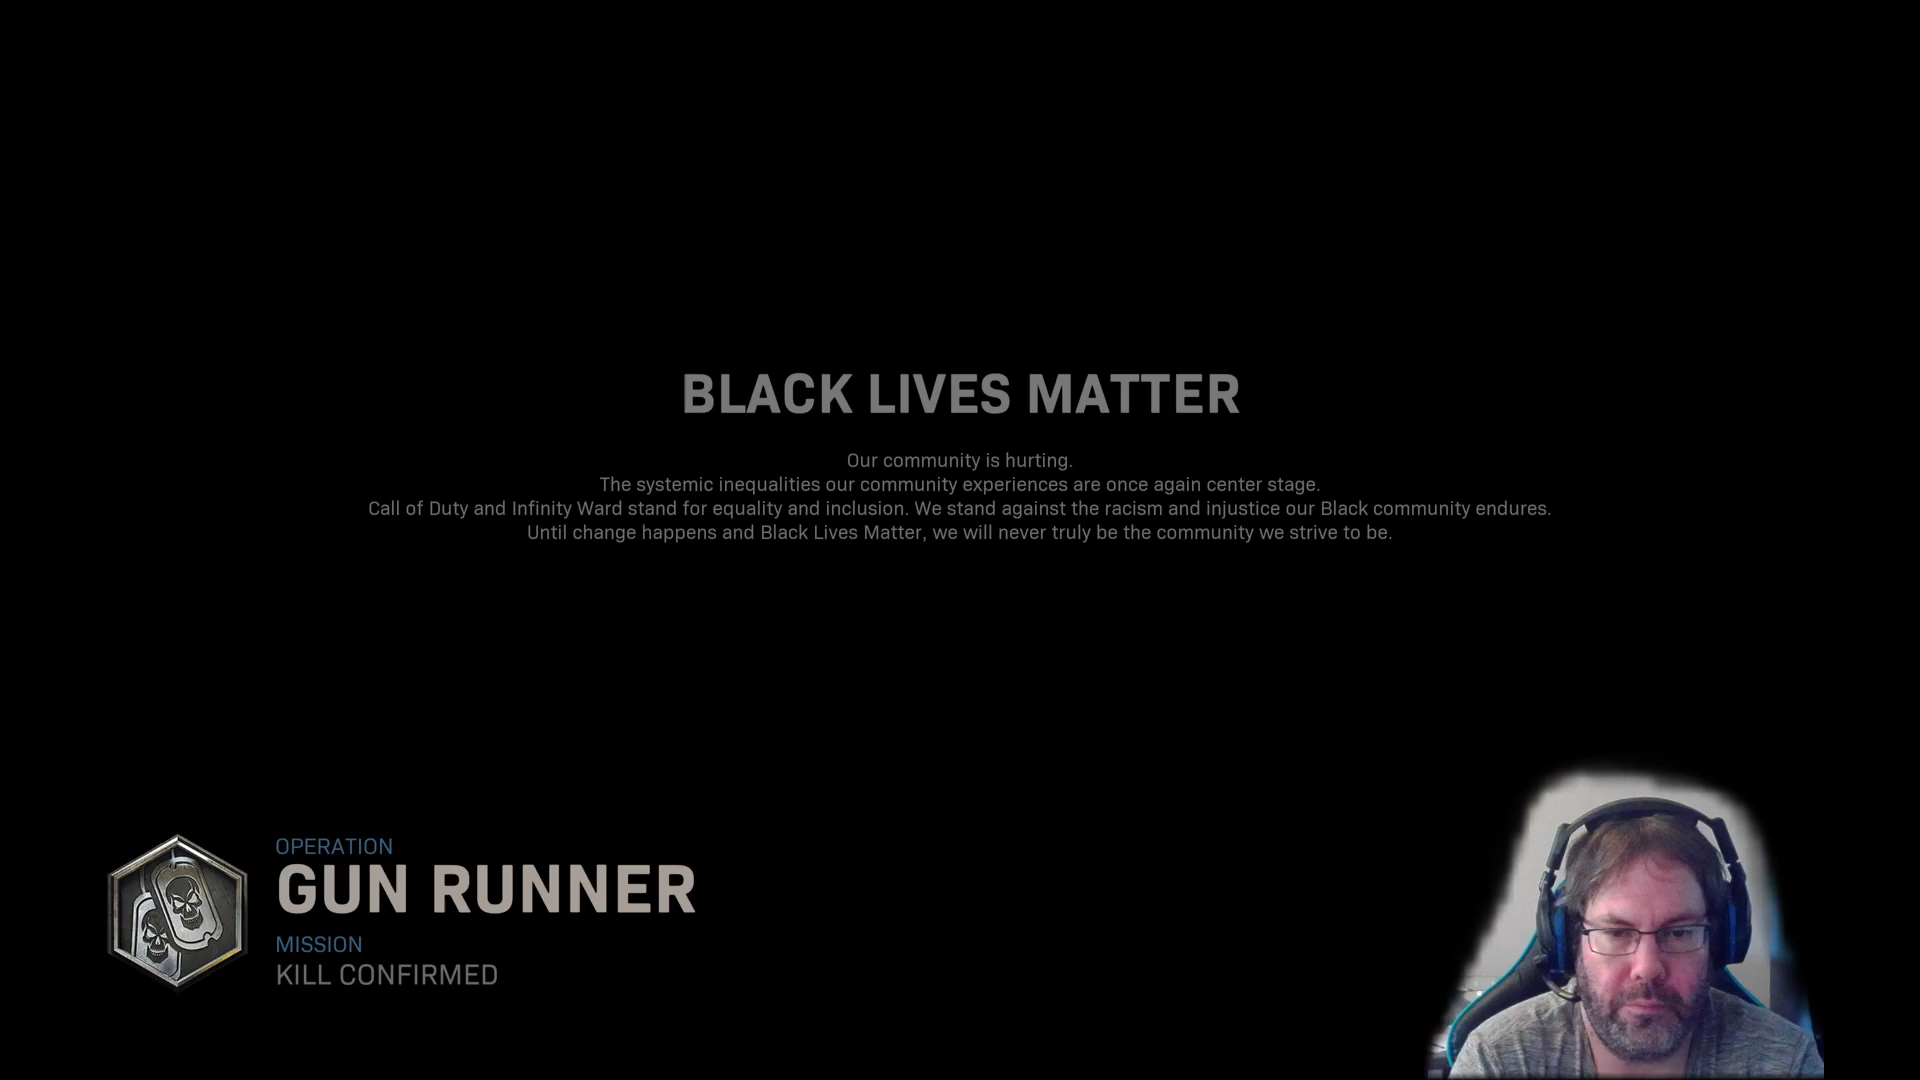 BLACK LIVES MATTER
Our community is hurting.
The systemic inequalities our community experiences are once again center stage.
Call of Duty and Infinity Ward stand for equality and inclusion. We stand against the racism and injustice our Black community endures.
Until change happens and Black Lives Matter, we will never truly be the community we strive to be.
OPERATION
GUN RUNNER
MISSION
KILL CONFIRMED